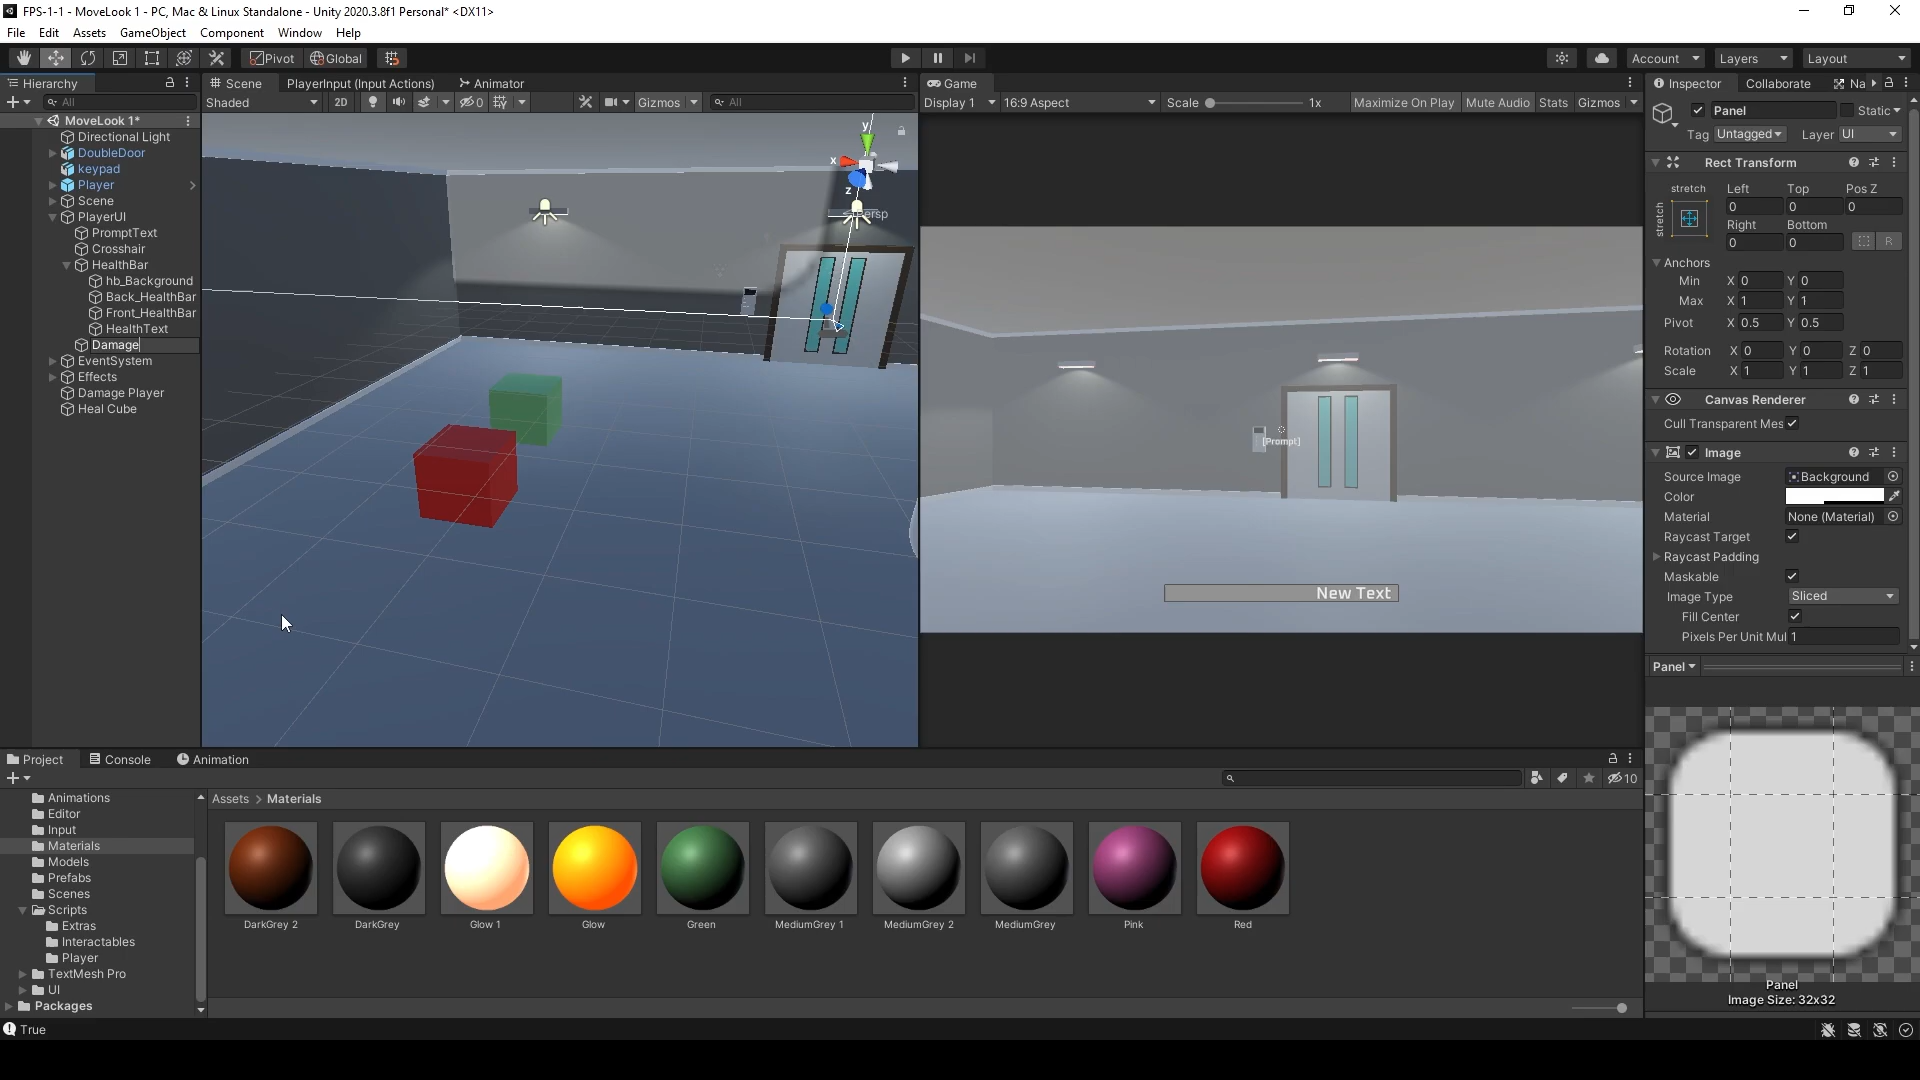 FPS-1-1 - MoveLook 1 - PC, Mac & Linux Standalone - Unity 2020.3.8f1 Personal* <DX11>
File Edit Assets GameObject Component Window Help
Pivot Global Account Layers Layout
Hierarchy
All
MoveLook 1*
Directional Light
DoubleDoor
keypad
Player
Scene
PlayerUI
PromptText
Crosshair
HealthBar
hb_Background
Back_HealthBar
Front_HealthBar
HealthText
Damage
EventSystem
Effects
Damage Player
Heal Cube
Scene PlayerInput (Input Actions) Animator
Shaded 2D 0 Gizmos All
y
x
z
Persp
Game
Display 1 16:9 Aspect Scale 1x Maximize On Play Mute Audio Stats Gizmos
[Prompt]
New Text
Inspector Collaborate Na
Panel Static
Tag Untagged Layer UI
Rect Transform
stretch Left Top Pos Z
stretch 0 0 0
Right Bottom
0 0 R
Anchors
Min X 0 Y 0
Max X 1 Y 1
Pivot X 0.5 Y 0.5
Rotation X 0 Y 0 Z 0
Scale X 1 Y 1 Z 1
Canvas Renderer
Cull Transparent Mes
Image
Source Image Background
Color
Material None (Material)
Raycast Target
Raycast Padding
Maskable
Image Type Sliced
Fill Center
Pixels Per Unit Mul 1
Panel
Panel
Image Size: 32x32
Project Console Animation
10
Animations
Editor
Input
Materials
Models
Prefabs
Scenes
Scripts
Extras
Interactables
Player
TextMesh Pro
UI
Packages
Assets > Materials
DarkGrey 2 DarkGrey Glow 1 Glow Green MediumGrey 1 MediumGrey 2 MediumGrey Pink Red
True